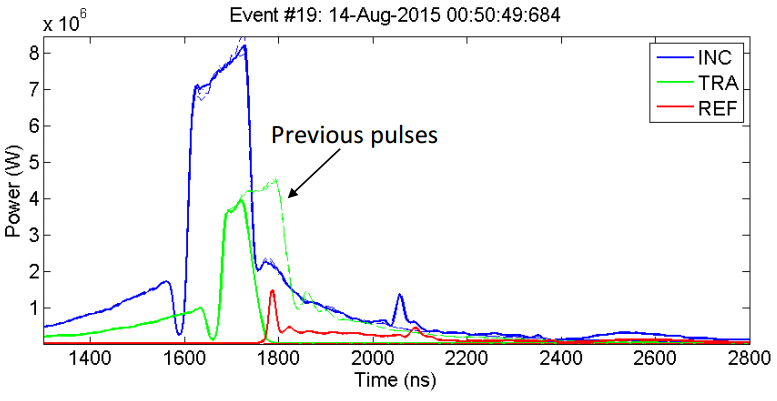 Event #19: 14-Aug-2015 00:50:49:684
x 10^6
8
7
6
5
4
3
2
1
Power (W)
INC
TRA
REF
Previous pulses
1400 1600 1800 2000 2200 2400 2600 2800
Time (ns)